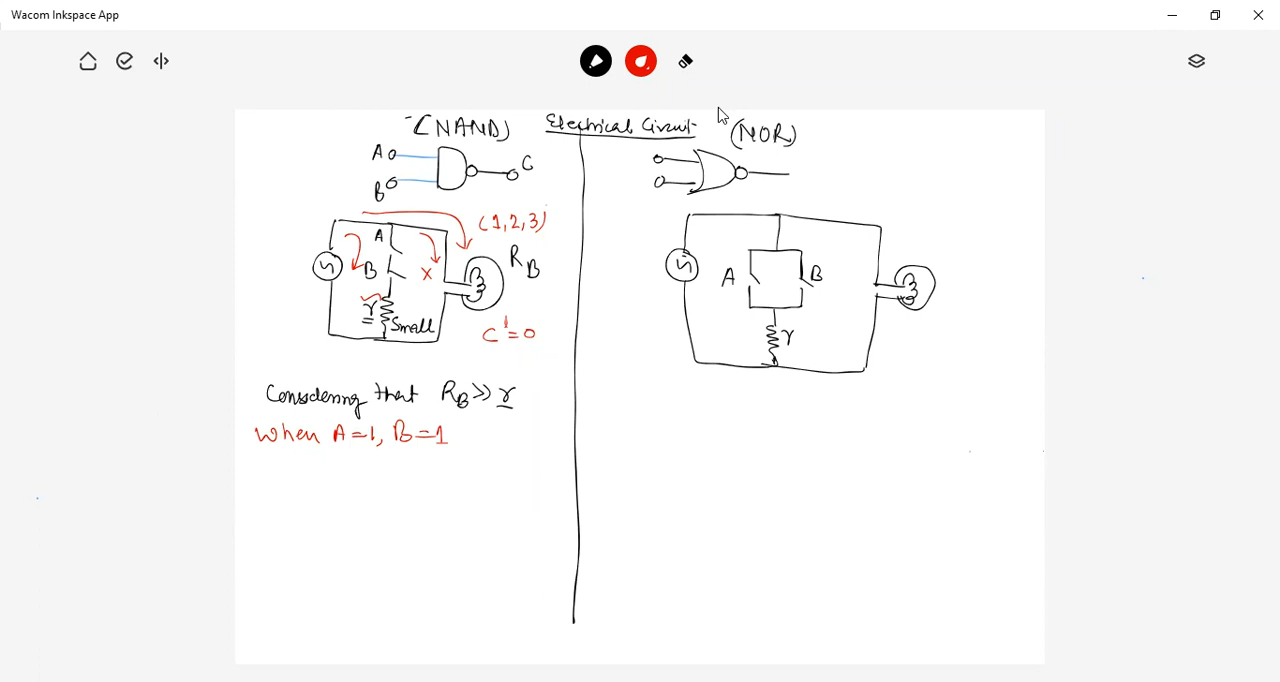 Wacom Inkspace App
(NAND)
Electrical Circuit
(NOR)
A
B
C
(1,2,3)
A
B
X
R_B
r
Small
C' = 0
A
B
r
Considering that R_B >> r
When A=1, B=1